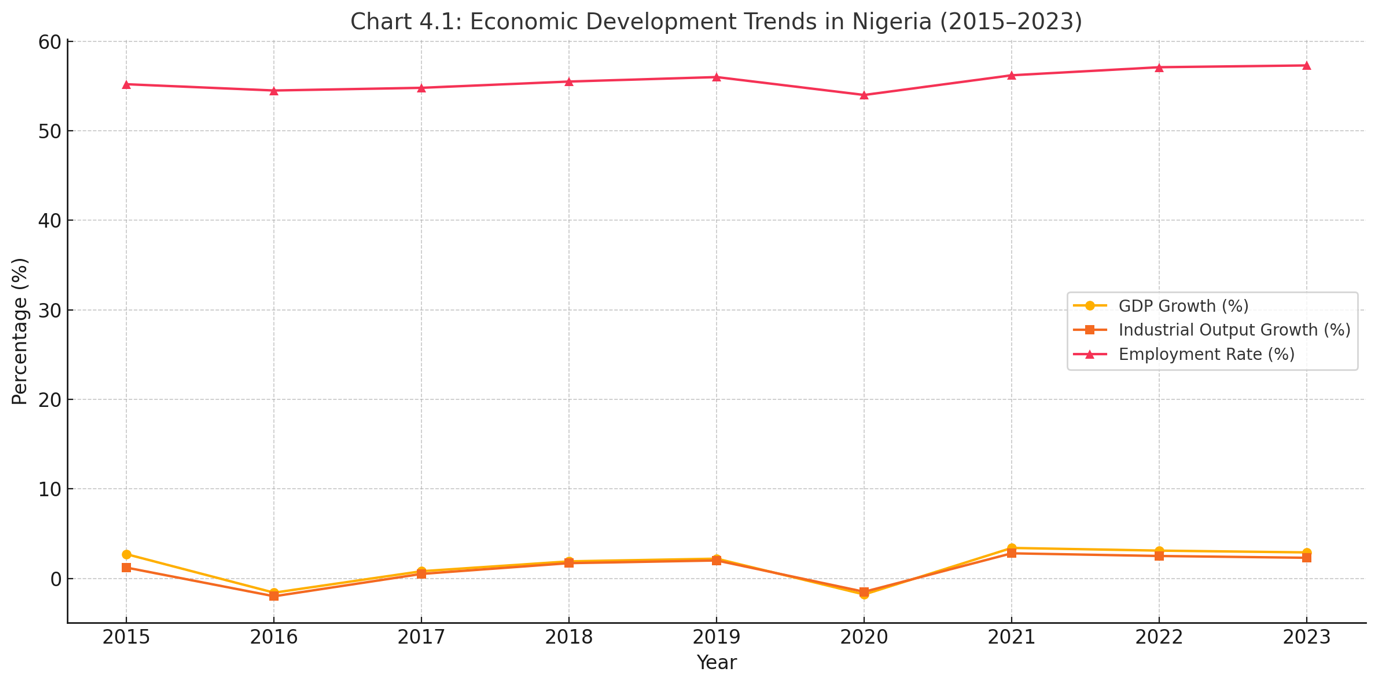 Chart 4.1: Economic Development Trends in Nigeria (2015–2023)
60
50
40
30
20
10
0
Percentage (%)
GDP Growth (%)
Industrial Output Growth (%)
Employment Rate (%)
2015 2016 2017 2018 2019 2020 2021 2022 2023
Year